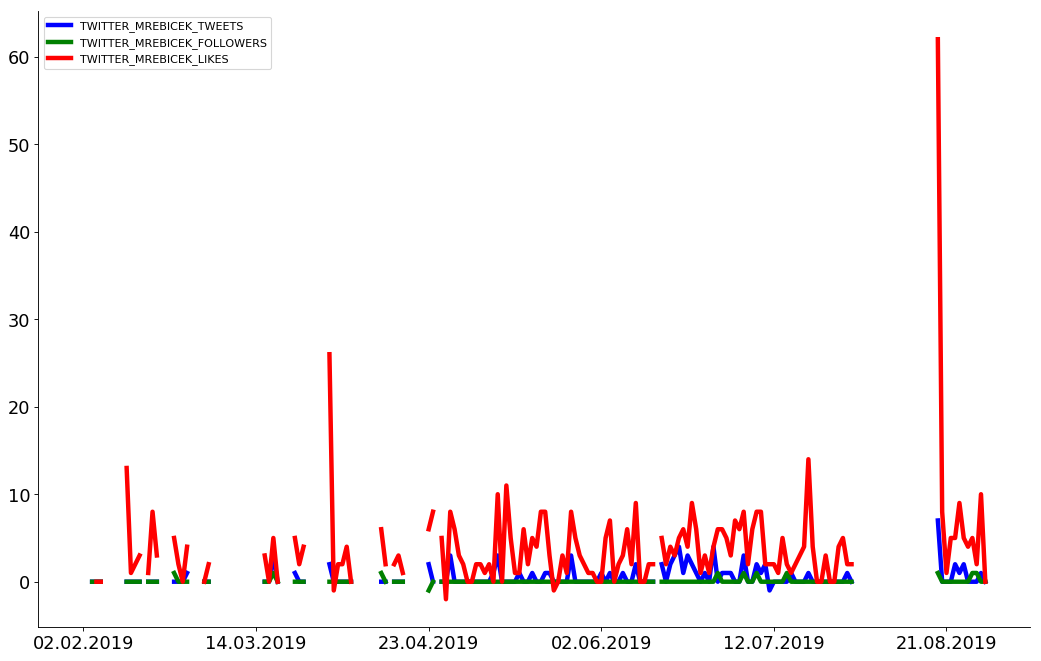 TWITTER_MREBICEK_TWEETS
TWITTER_MREBICEK_FOLLOWERS
TWITTER_MREBICEK_LIKES
60
50
40
30
20
10
0
02.02.2019 14.03.2019 23.04.2019 02.06.2019 12.07.2019 21.08.2019